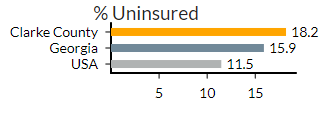 % Uninsured
Clarke County 18.2
Georgia 15.9
USA 11.5
5 10 15